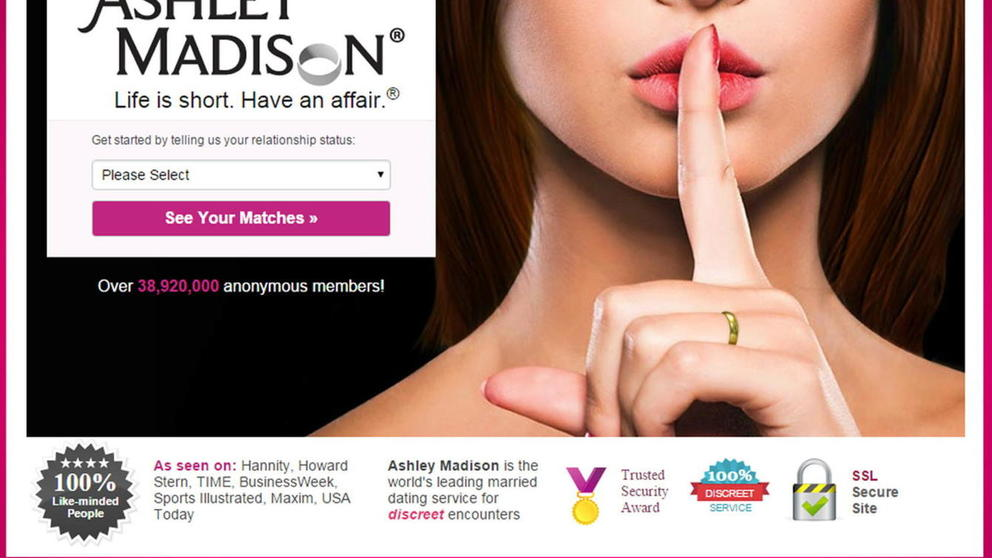 ASHLEY
MADISON®
Life is short. Have an affair.®
Get started by telling us your relationship status:
Please Select
See Your Matches »
Over 38,920,000 anonymous members!
100%
Like-minded
People
As seen on: Hannity, Howard
Stern, TIME, BusinessWeek,
Sports Illustrated, Maxim, USA
Today
Ashley Madison is the
world's leading married
dating service for
discreet encounters
Trusted
Security
Award
100%
DISCREET
SERVICE
SSL
Secure
Site